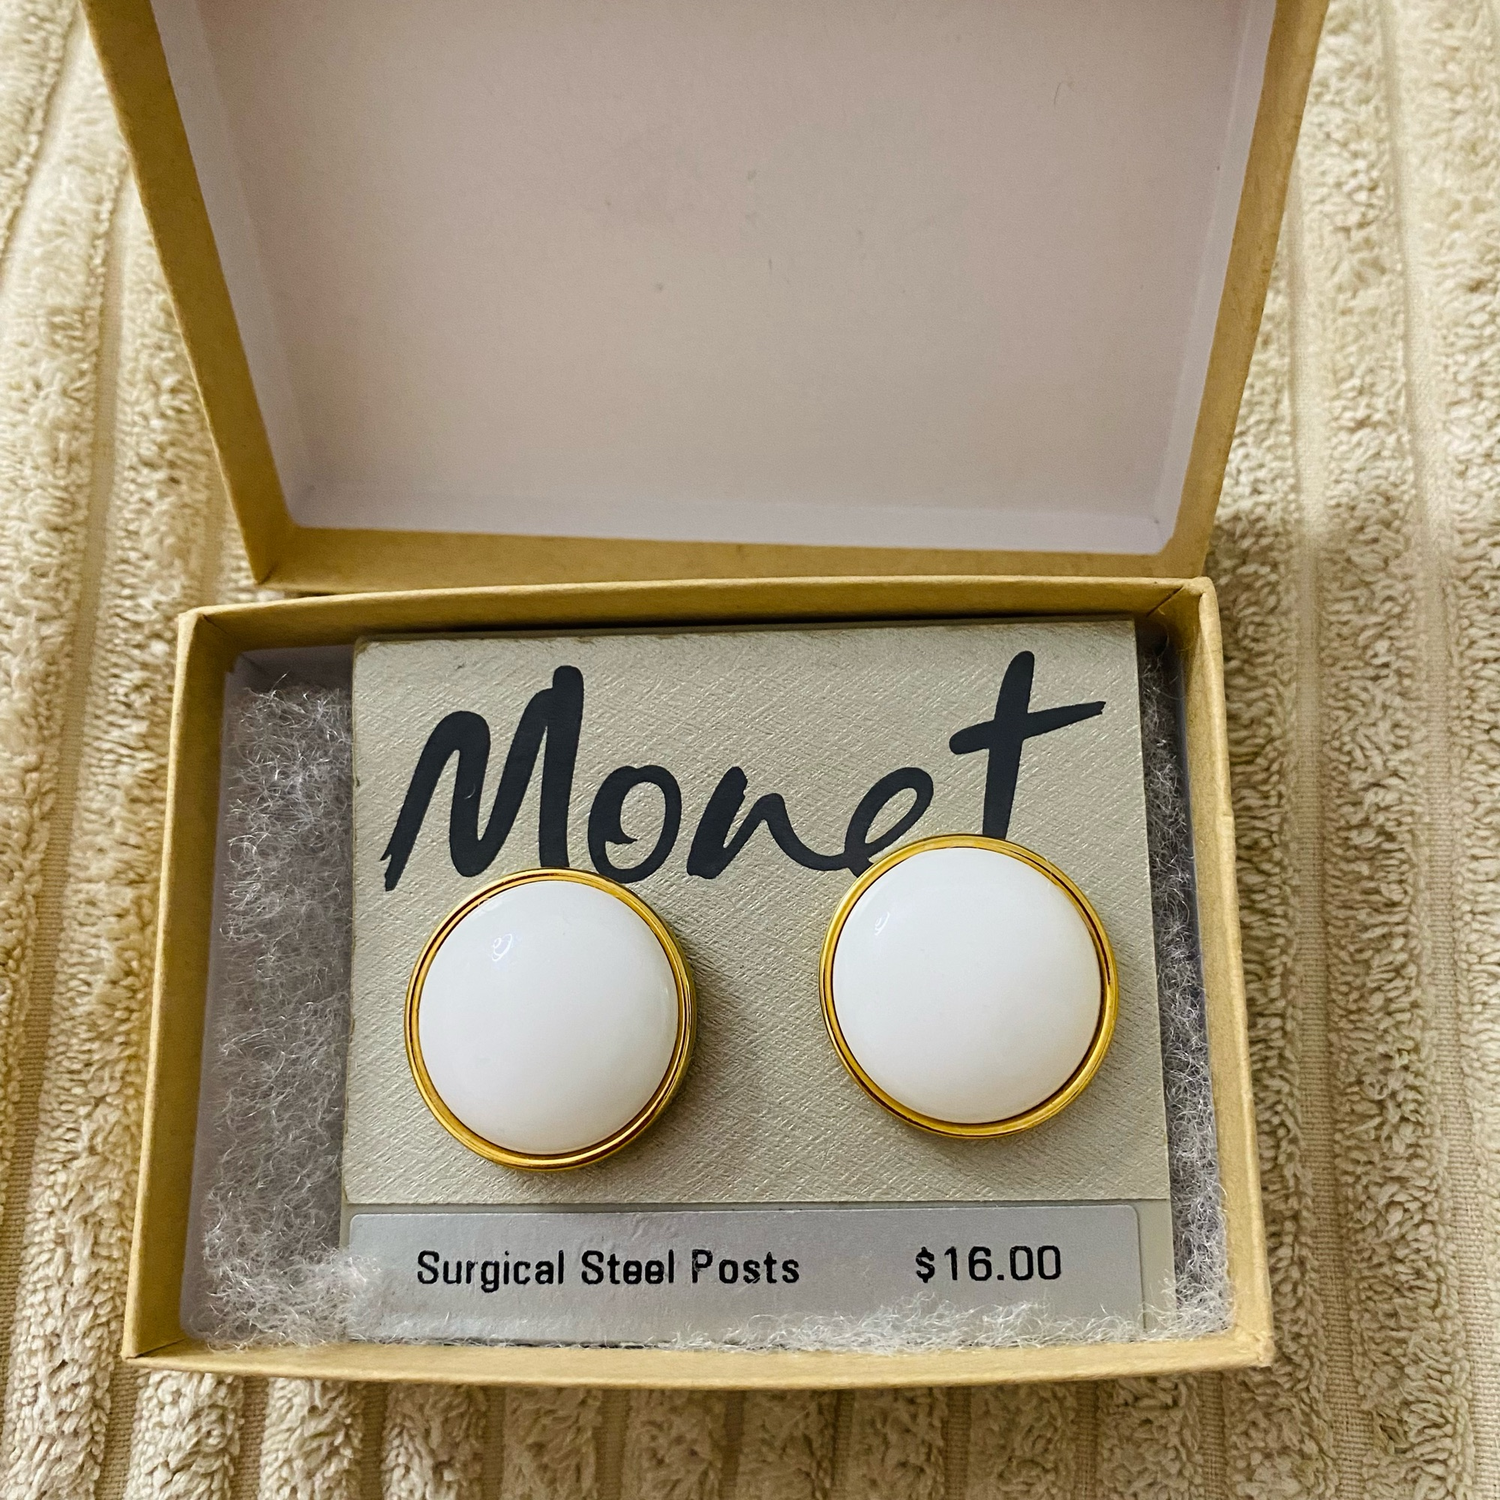 Monet
Surgical Steel Posts $16.00